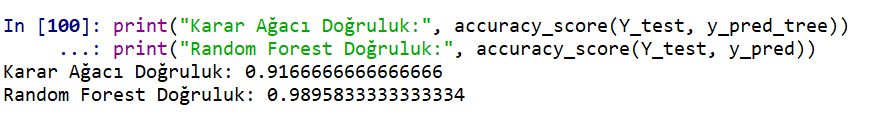 In [100]: print("Karar Ağacı Doğruluk:", accuracy_score(Y_test, y_pred_tree))
...: print("Random Forest Doğruluk:", accuracy_score(Y_test, y_pred))
Karar Ağacı Doğruluk: 0.9166666666666666
Random Forest Doğruluk: 0.9895833333333334